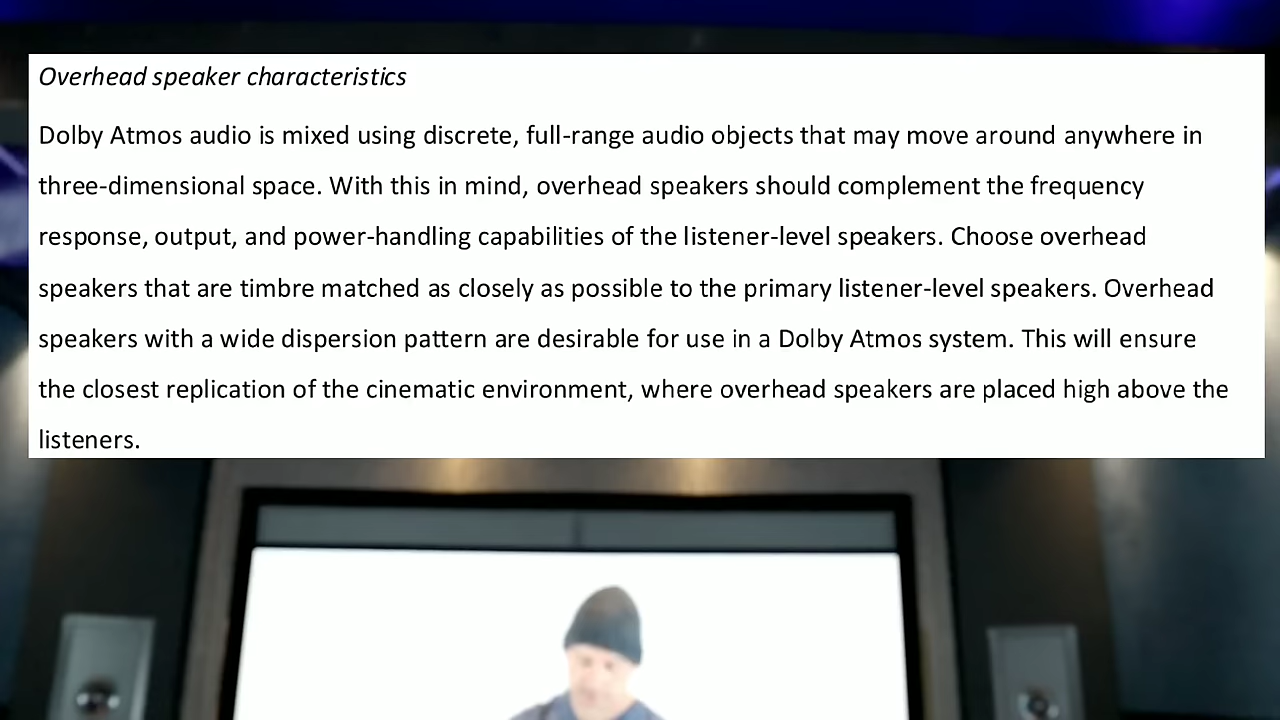 Overhead speaker characteristics
Dolby Atmos audio is mixed using discrete, full-range audio objects that may move around anywhere in
three-dimensional space. With this in mind, overhead speakers should complement the frequency
response, output, and power-handling capabilities of the listener-level speakers. Choose overhead
speakers that are timbre matched as closely as possible to the primary listener-level speakers. Overhead
speakers with a wide dispersion pattern are desirable for use in a Dolby Atmos system. This will ensure
the closest replication of the cinematic environment, where overhead speakers are placed high above the
listeners.